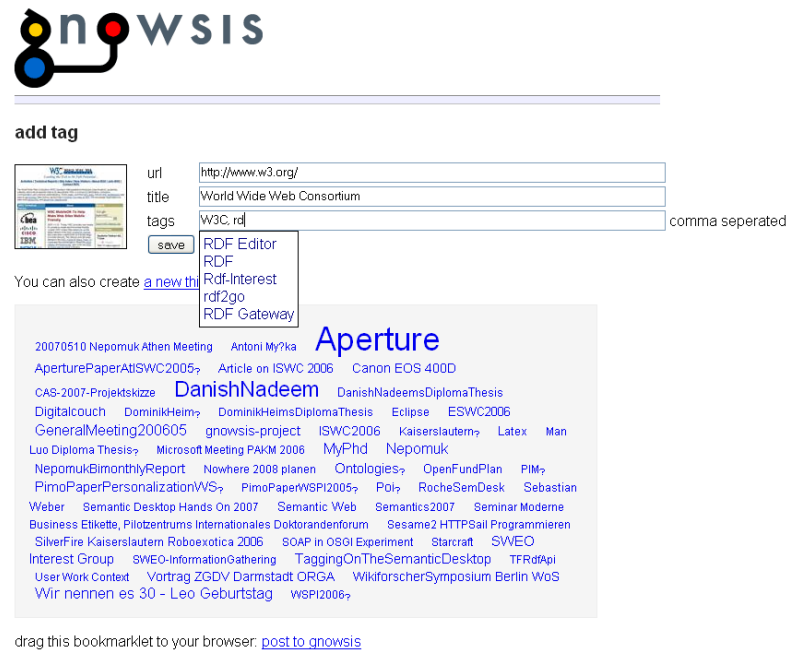 gnowsis
add tag
url http://www.w3.org/
title World Wide Web Consortium
tags W3C, rd comma seperated
save
RDF Editor
RDF
Rdf-Interest
rdf2go
RDF Gateway
You can also create a new thi
20070510 Nepomuk Athen Meeting Antoni My?ka Aperture
AperturePaperAtISWC2005? Article on ISWC 2006 Canon EOS 400D
CAS-2007-Projektskizze DanishNadeem DanishNadeemsDiplomaThesis
Digitalcouch DominikHeim? DominikHeimsDiplomaThesis Eclipse ESWC2006
GeneralMeeting200605 gnowsis-project ISWC2006 Kaiserslautern? Latex Man
Luo Diploma Thesis? Microsoft Meeting PAKM 2006 MyPhd Nepomuk
NepomukBimonthlyReport Nowhere 2008 planen Ontologies? OpenFundPlan PIM?
PimoPaperPersonalizationWS? PimoPaperWSPI2005? Poi? RocheSemDesk Sebastian
Weber Semantic Desktop Hands On 2007 Semantic Web Semantics2007 Seminar Moderne
Business Etikette, Pilotzentrums Internationales Doktorandenforum Sesame2 HTTPSail Programmieren
SilverFire Kaiserslautern Roboexotica 2006 SOAP in OSGI Experiment Starcraft SWEO
Interest Group SWEO-InformationGathering TaggingOnTheSemanticDesktop TFRdfApi
User Work Context Vortrag ZGDV Darmstadt ORGA WikiforscherSymposium Berlin WoS
Wir nennen es 30 - Leo Geburtstag WSPI2006?
drag this bookmarklet to your browser: post to gnowsis